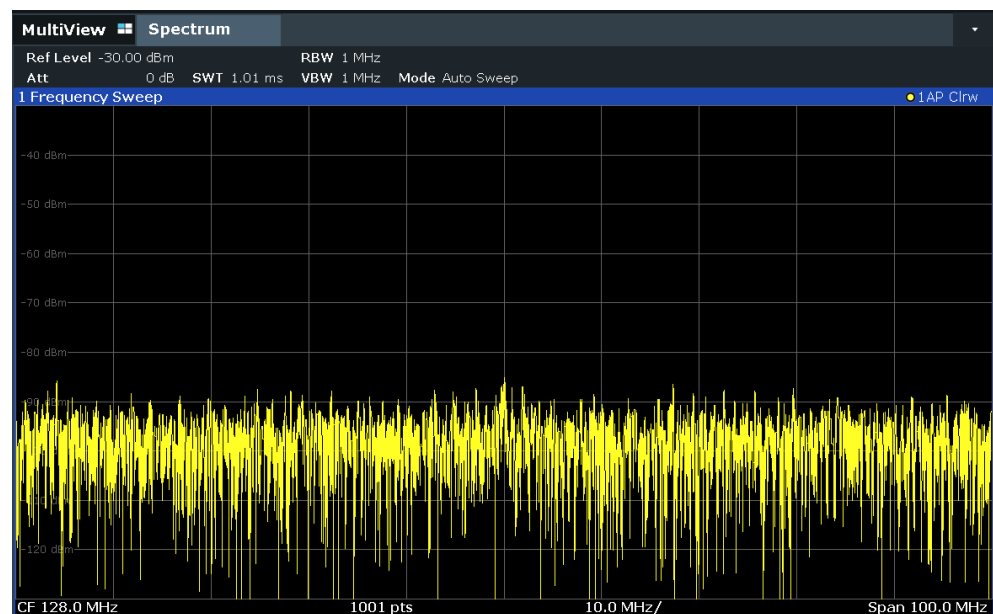 MultiView Spectrum
Ref Level -30.00 dBm RBW 1 MHz
Att 0 dB SWT 1.01 ms VBW 1 MHz Mode Auto Sweep
1 Frequency Sweep 1AP Clrw
-40 dBm
-50 dBm
-60 dBm
-70 dBm
-80 dBm
-90 dBm
-120 dBm
CF 128.0 MHz 1001 pts 10.0 MHz/ Span 100.0 MHz